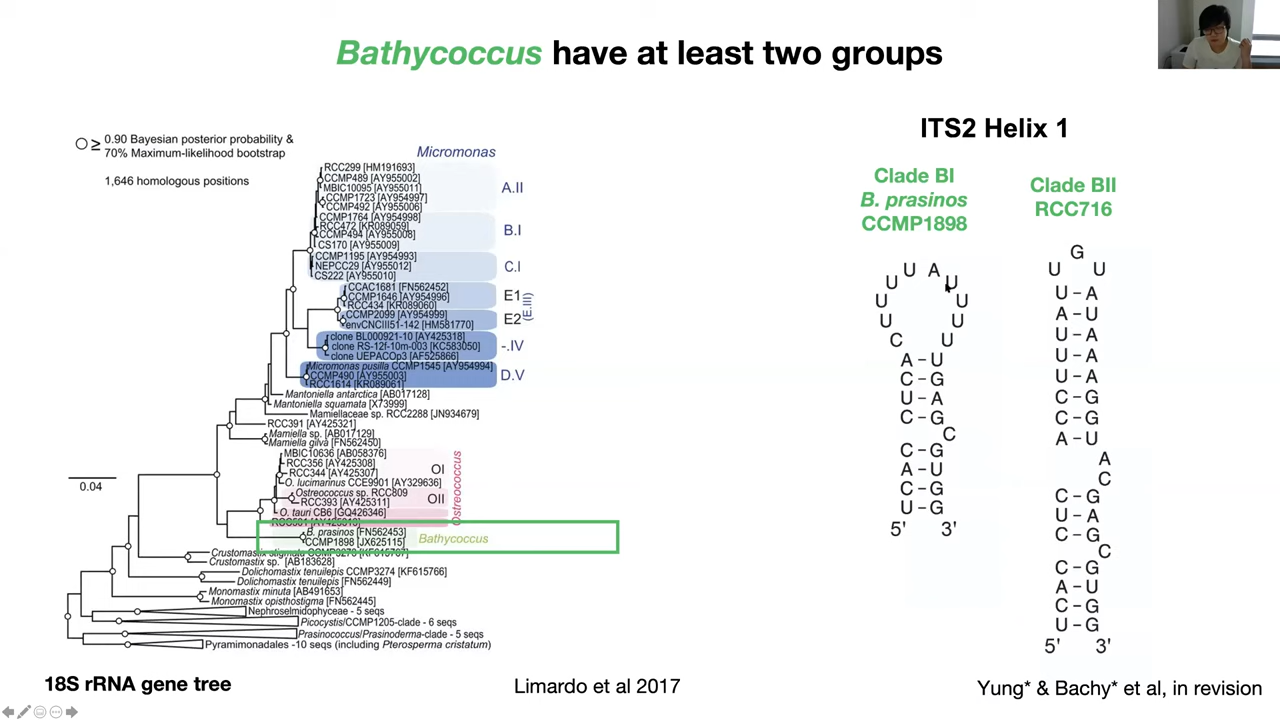 Bathycoccus have at least two groups
≥ 0.90 Bayesian posterior probability &
70% Maximum-likelihood bootstrap
1,646 homologous positions
Micromonas
RCC299 [HM191693]
CCMP489 [AY955002]
MBIC10095 [AY955011]
CCMP1723 [AY954997]
CCMP492 [AY955006]
A.II
CCMP1764 [AY954998]
RCC472 [KR089059]
CCMP494 [AY955008]
CS170 [AY955009]
B.I
CCMP1195 [AY954993]
NEPCC29 [AY955012]
CS222 [AY955010]
C.I
CCAC1681 [FN562452]
CCMP1646 [AY954996]
RCC434 [KR089060]
E1
CCMP2099 [AY954999]
envCNCIII51-142 [HM581770]
E2
(E.III)
clone BL000921-10 [AY425318]
clone RS-12f-10m-003 [KC583050]
clone UEPACOp3 [AF525866]
-.IV
Micromonas pusilla CCMP1545 [AY954994]
CCMP490 [AY955003]
RCC1614 [KR089061]
D.V
Mantoniella antarctica [AB017128]
Mantoniella squamata [X73999]
Mamiellaceae sp. RCC2288 [JN934679]
RCC391 [AY425321]
Mamiella sp. [AB017129]
Mamiella gilva [FN562450]
MBIC10636 [AB058376]
RCC356 [AY425308]
RCC344 [AY425307]
O. lucimarinus CCE9901 [AY329636]
OI
Ostreococcus sp. RCC809
RCC393 [AY425311]
OII
O. tauri CB6 [GQ426346]
Ostreococcus
B. prasinos [FN562453]
CCMP1898 [JX625115]
Bathycoccus
Crustomastix stigmata CCMP3273
Crustomastix sp. [AB183628]
Dolichomastix tenuilepis CCMP3274 [KF615766]
Dolichomastix tenuilepis [FN562449]
Monomastix minuta [AB491653]
Monomastix opisthostigma [FN562445]
Nephroselmidophyceae - 5 seqs
Picocystis/CCMP1205-clade - 6 seqs
Prasinococcus/Prasinoderma-clade - 5 seqs
Pyramimonadales -10 seqs (including Pterosperma cristatum)
0.04
18S rRNA gene tree
Limardo et al 2017
ITS2 Helix 1
Clade BI
B. prasinos
CCMP1898
U A
U U
U U
U U
C U
A - U
C - G
U - A
C - G
C
C - G
A - U
C - G
U - G
5' 3'
Clade BII
RCC716
G
U U
U - A
A - U
U - A
U - A
U - A
C - G
C - G
A - U
A
C
C - G
U - A
C - G
C
C - G
A - U
C - G
U - G
5' 3'
Yung* & Bachy* et al, in revision